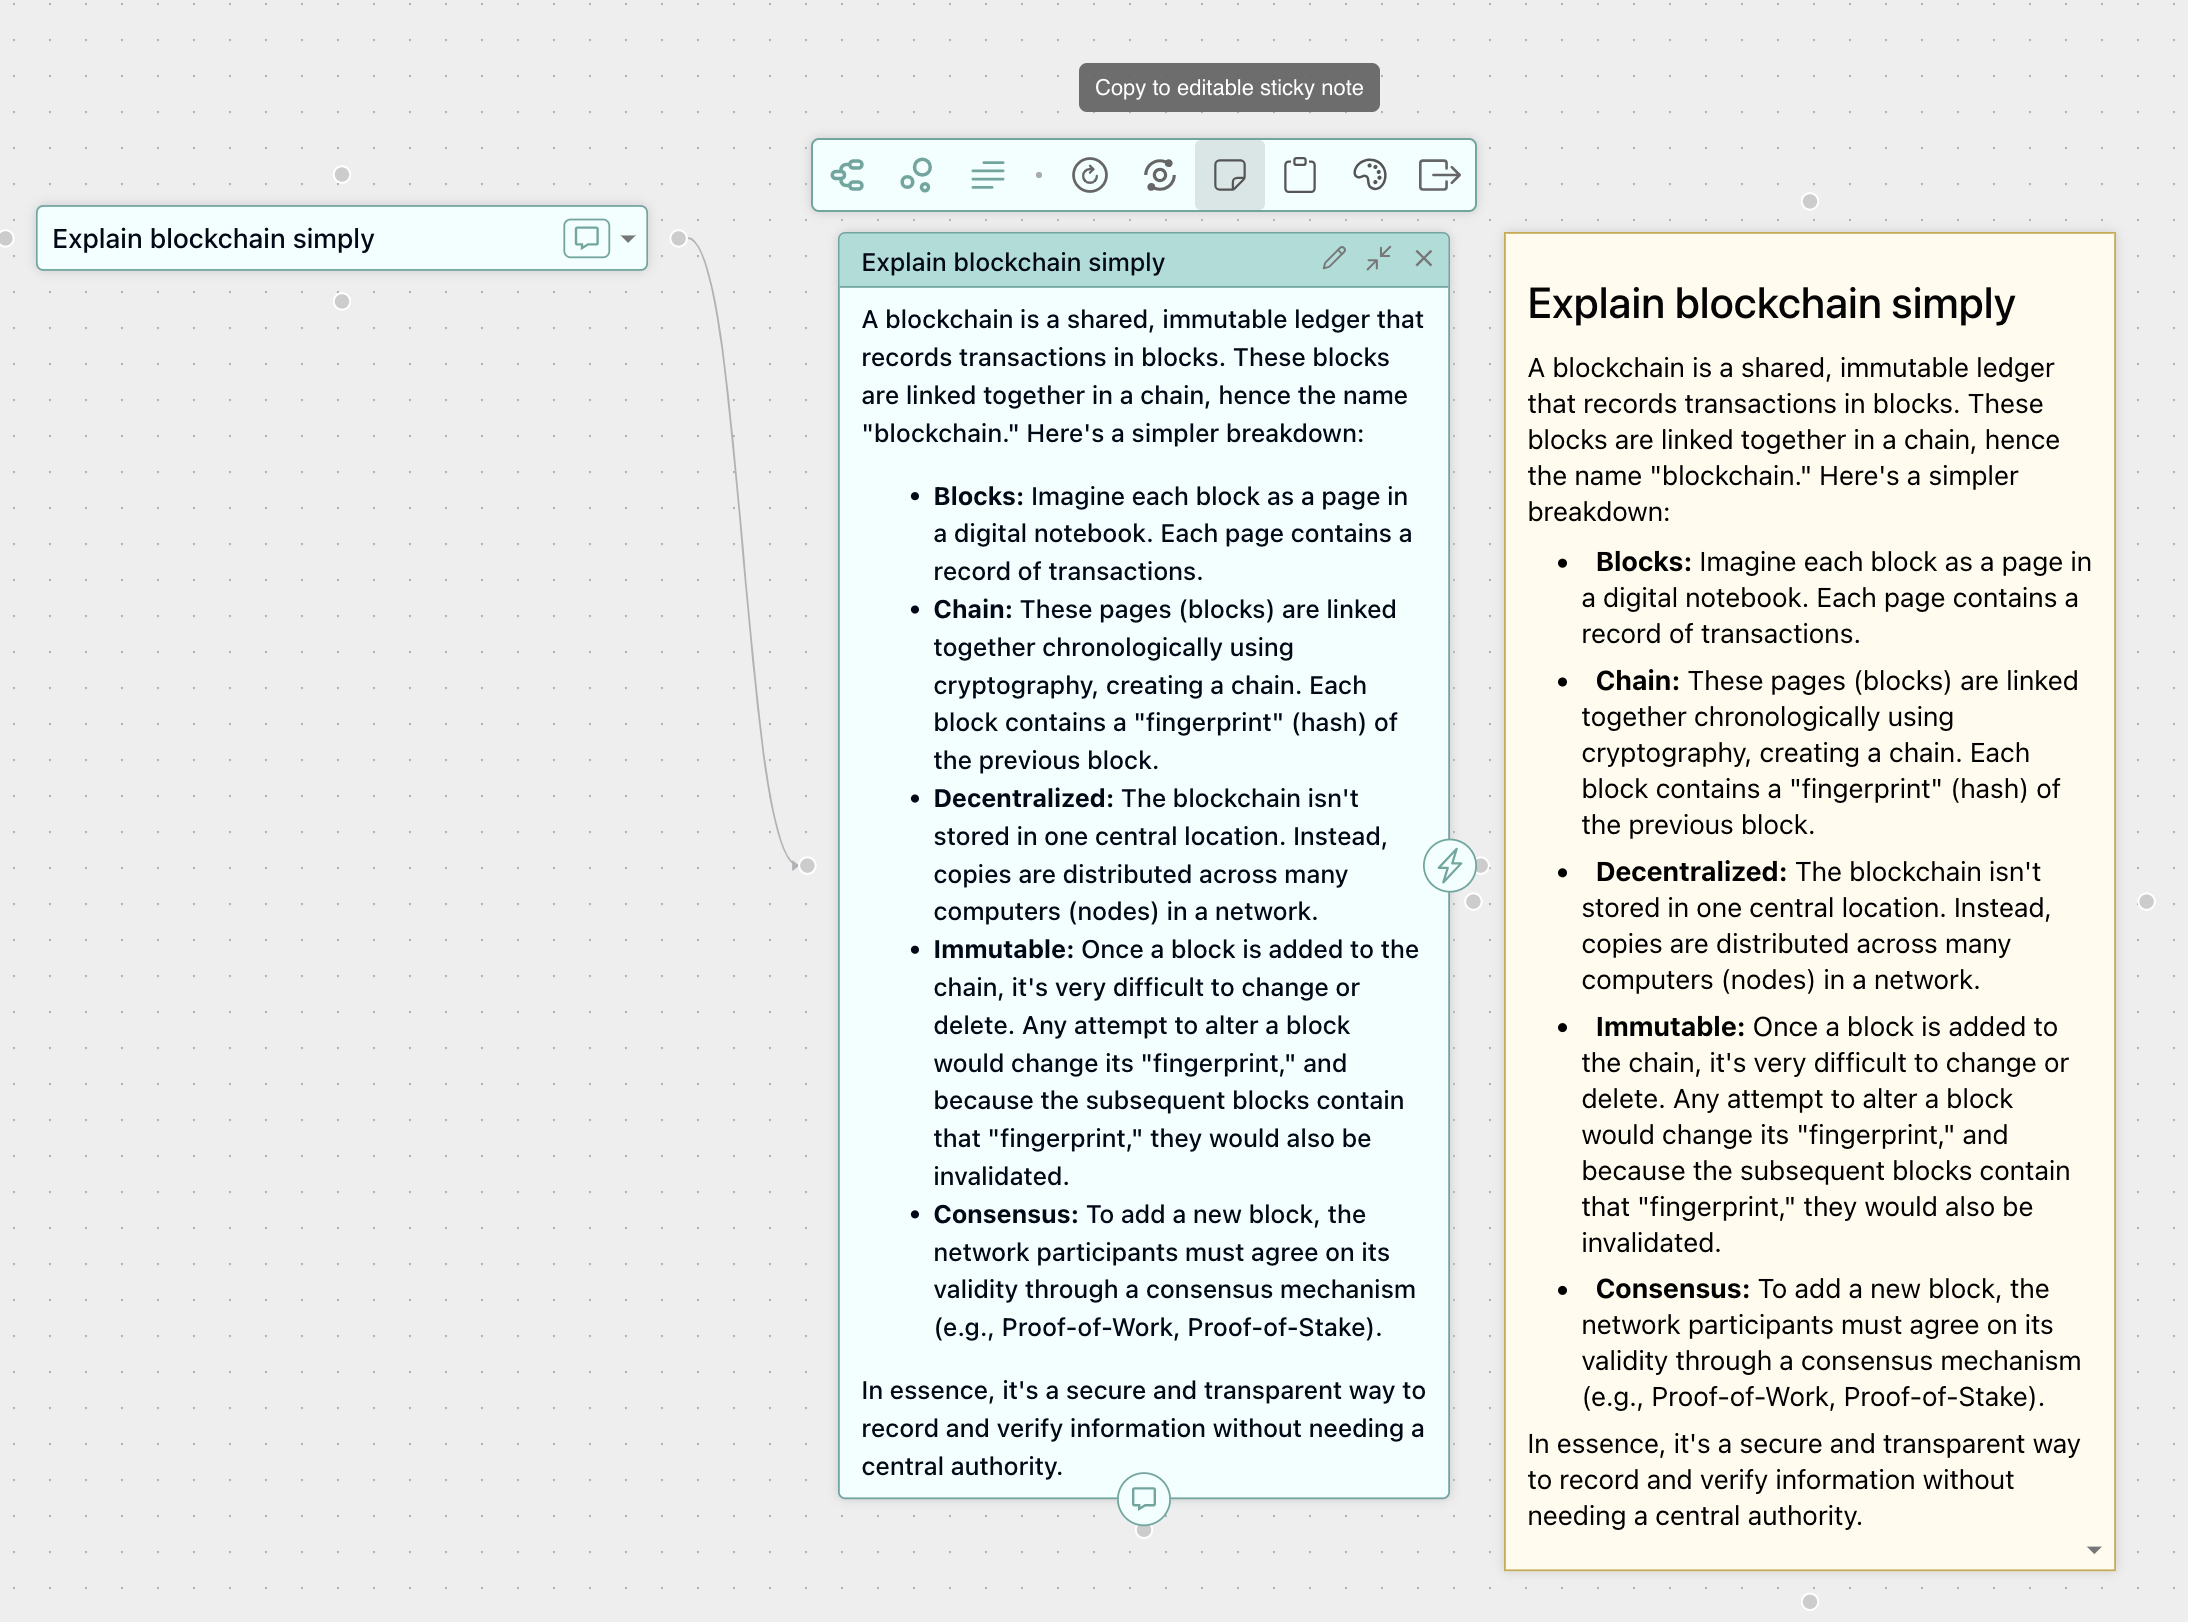 Copy to editable sticky note
Explain blockchain simply
Explain blockchain simply
A blockchain is a shared, immutable ledger that
records transactions in blocks. These blocks
are linked together in a chain, hence the name
"blockchain." Here's a simpler breakdown:
• Blocks: Imagine each block as a page in
a digital notebook. Each page contains a
record of transactions.
• Chain: These pages (blocks) are linked
together chronologically using
cryptography, creating a chain. Each
block contains a "fingerprint" (hash) of
the previous block.
• Decentralized: The blockchain isn't
stored in one central location. Instead,
copies are distributed across many
computers (nodes) in a network.
• Immutable: Once a block is added to the
chain, it's very difficult to change or
delete. Any attempt to alter a block
would change its "fingerprint," and
because the subsequent blocks contain
that "fingerprint," they would also be
invalidated.
• Consensus: To add a new block, the
network participants must agree on its
validity through a consensus mechanism
(e.g., Proof-of-Work, Proof-of-Stake).
In essence, it's a secure and transparent way to
record and verify information without needing a
central authority.
Explain blockchain simply
A blockchain is a shared, immutable ledger
that records transactions in blocks. These
blocks are linked together in a chain, hence
the name "blockchain." Here's a simpler
breakdown:
• Blocks: Imagine each block as a page in
a digital notebook. Each page contains a
record of transactions.
• Chain: These pages (blocks) are linked
together chronologically using
cryptography, creating a chain. Each
block contains a "fingerprint" (hash) of
the previous block.
• Decentralized: The blockchain isn't
stored in one central location. Instead,
copies are distributed across many
computers (nodes) in a network.
• Immutable: Once a block is added to
the chain, it's very difficult to change or
delete. Any attempt to alter a block
would change its "fingerprint," and
because the subsequent blocks contain
that "fingerprint," they would also be
invalidated.
• Consensus: To add a new block, the
network participants must agree on its
validity through a consensus mechanism
(e.g., Proof-of-Work, Proof-of-Stake).
In essence, it's a secure and transparent way
to record and verify information without
needing a central authority.